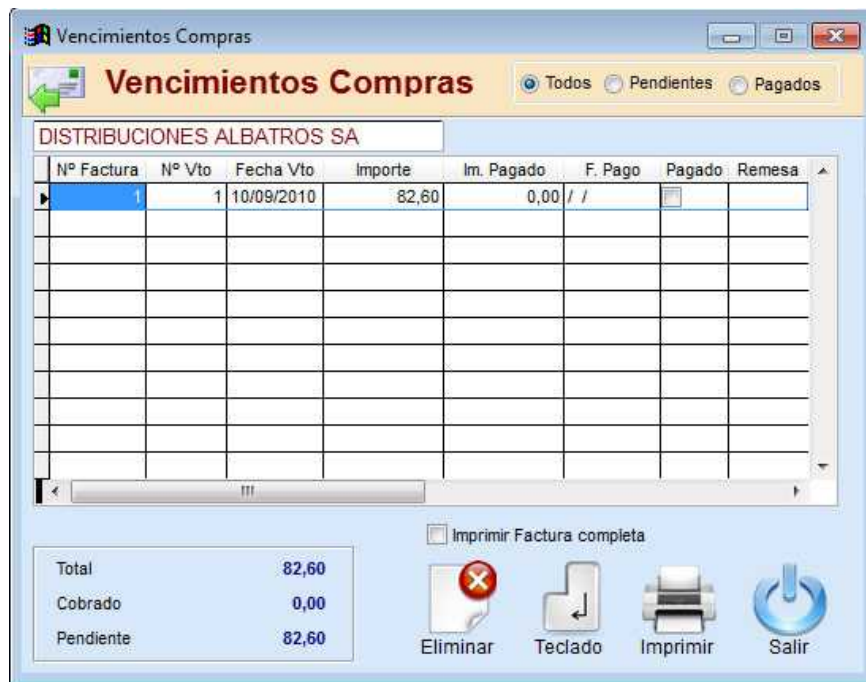 Vencimientos Compras
Vencimientos Compras Todos Pendientes Pagados
DISTRIBUCIONES ALBATROS SA
Nº Factura Nº Vto Fecha Vto Importe Im. Pagado F. Pago Pagado Remesa
1 1 10/09/2010 82,60 0,00 / /
Imprimir Factura completa
Total 82,60
Cobrado 0,00
Pendiente 82,60
Eliminar Teclado Imprimir Salir